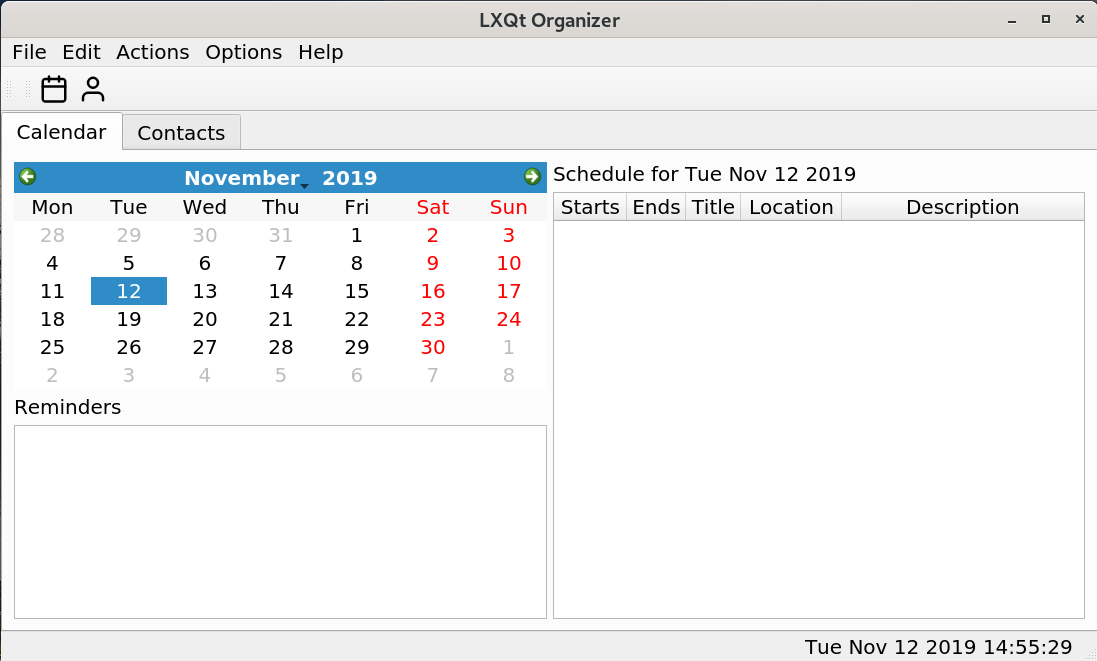 LXQt Organizer
File Edit Actions Options Help
Calendar Contacts
November 2019
Mon Tue Wed Thu Fri Sat Sun
28 29 30 31 1 2 3
4 5 6 7 8 9 10
11 12 13 14 15 16 17
18 19 20 21 22 23 24
25 26 27 28 29 30 1
2 3 4 5 6 7 8
Reminders
Schedule for Tue Nov 12 2019
Starts Ends Title Location Description
Tue Nov 12 2019 14:55:29